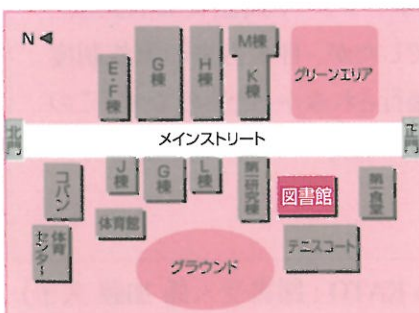 N
E・F棟
G棟
H棟
M棟
K棟
グリーンエリア
北門
メインストリート
正門
コパン
J棟
G棟
L棟
第一研究棟
図書館
第一食堂
体育センター
体育館
グラウンド
テニスコート